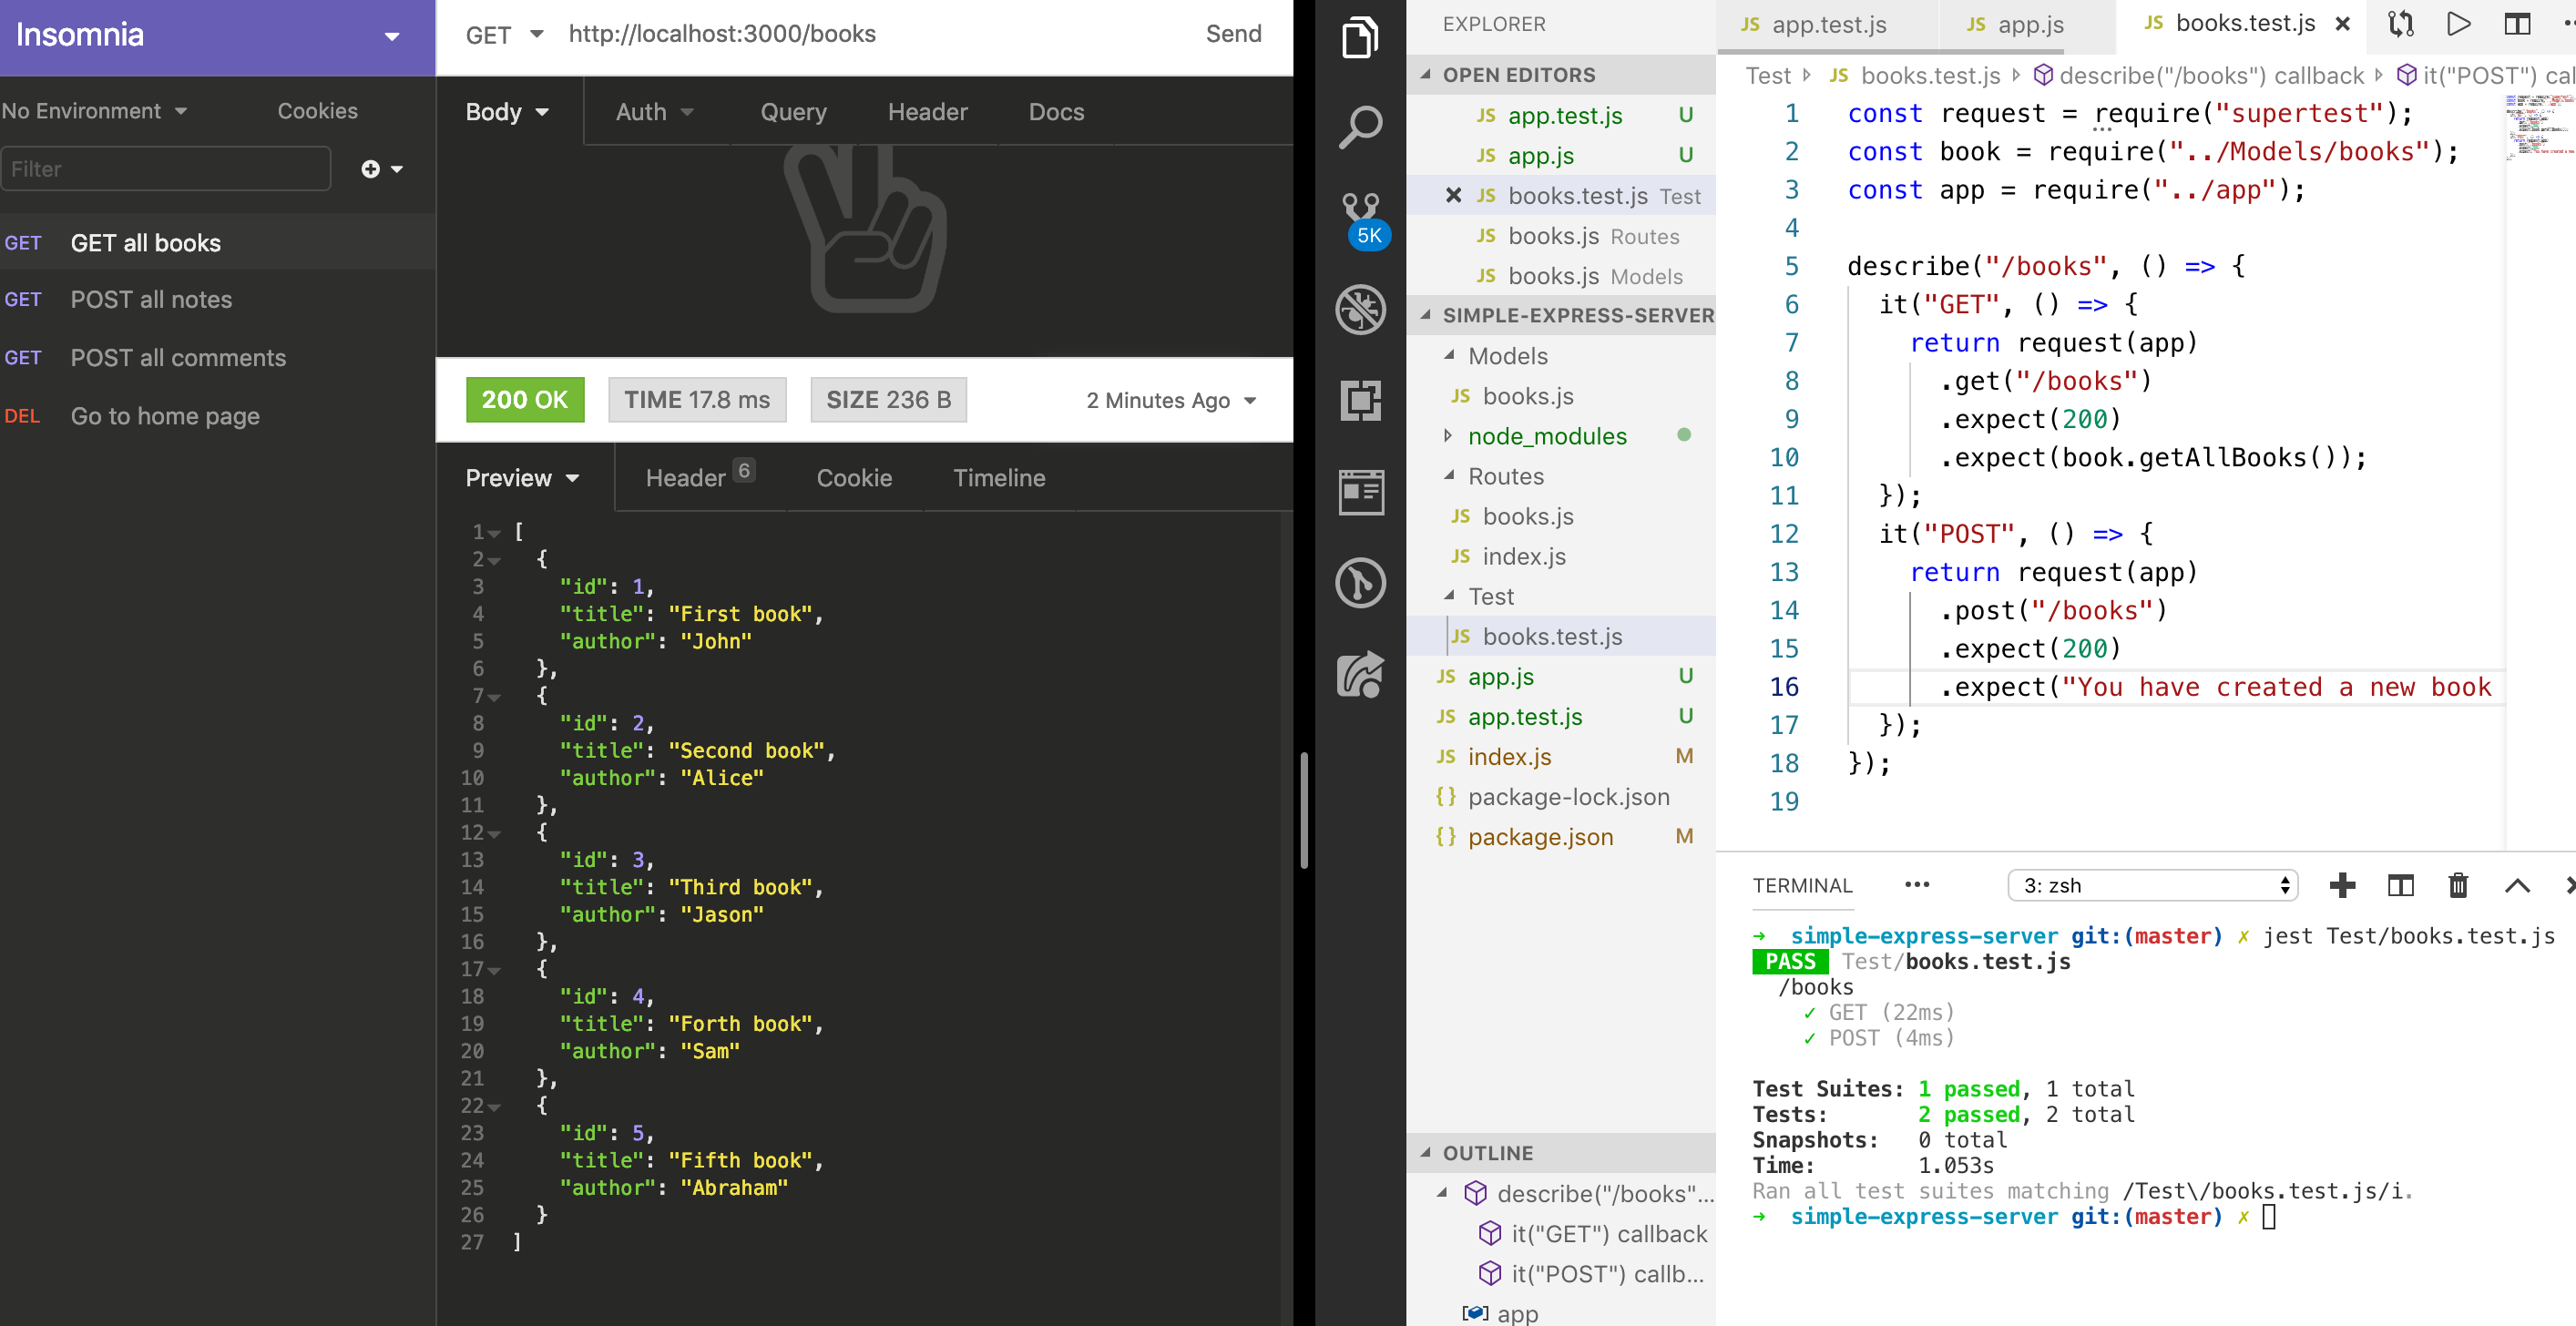 Insomnia
No Environment
Cookies
Filter
GET GET all books
GET POST all notes
GET POST all comments
DEL Go to home page
GET http://localhost:3000/books Send
Body Auth Query Header Docs
200 OK TIME 17.8 ms SIZE 236 B 2 Minutes Ago
Preview Header 6 Cookie Timeline
1 [
2 {
3 "id": 1,
4 "title": "First book",
5 "author": "John"
6 },
7 {
8 "id": 2,
9 "title": "Second book",
10 "author": "Alice"
11 },
12 {
13 "id": 3,
14 "title": "Third book",
15 "author": "Jason"
16 },
17 {
18 "id": 4,
19 "title": "Forth book",
20 "author": "Sam"
21 },
22 {
23 "id": 5,
24 "title": "Fifth book",
25 "author": "Abraham"
26 }
27 ]
5K
EXPLORER
OPEN EDITORS
JS app.test.js U
JS app.js U
JS books.test.js Test
JS books.js Routes
JS books.js Models
SIMPLE-EXPRESS-SERVER
Models
JS books.js
node_modules
Routes
JS books.js
JS index.js
Test
JS books.test.js
JS app.js U
JS app.test.js U
JS index.js M
{} package-lock.json
{} package.json M
OUTLINE
describe("/books"...
it("GET") callback
it("POST") callb...
app
JS app.test.js JS app.js JS books.test.js
Test JS books.test.js describe("/books") callback it("POST") cal
1 const request = require("supertest");
2 const book = require("../Models/books");
3 const app = require("../app");
4
5 describe("/books", () => {
6 it("GET", () => {
7 return request(app)
8 .get("/books")
9 .expect(200)
10 .expect(book.getAllBooks());
11 });
12 it("POST", () => {
13 return request(app)
14 .post("/books")
15 .expect(200)
16 .expect("You have created a new book
17 });
18 });
19
TERMINAL ••• 3: zsh
➜ simple-express-server git:(master) ✗ jest Test/books.test.js
PASS Test/books.test.js
/books
✓ GET (22ms)
✓ POST (4ms)
Test Suites: 1 passed, 1 total
Tests: 2 passed, 2 total
Snapshots: 0 total
Time: 1.053s
Ran all test suites matching /Test\/books.test.js/i.
➜ simple-express-server git:(master) ✗